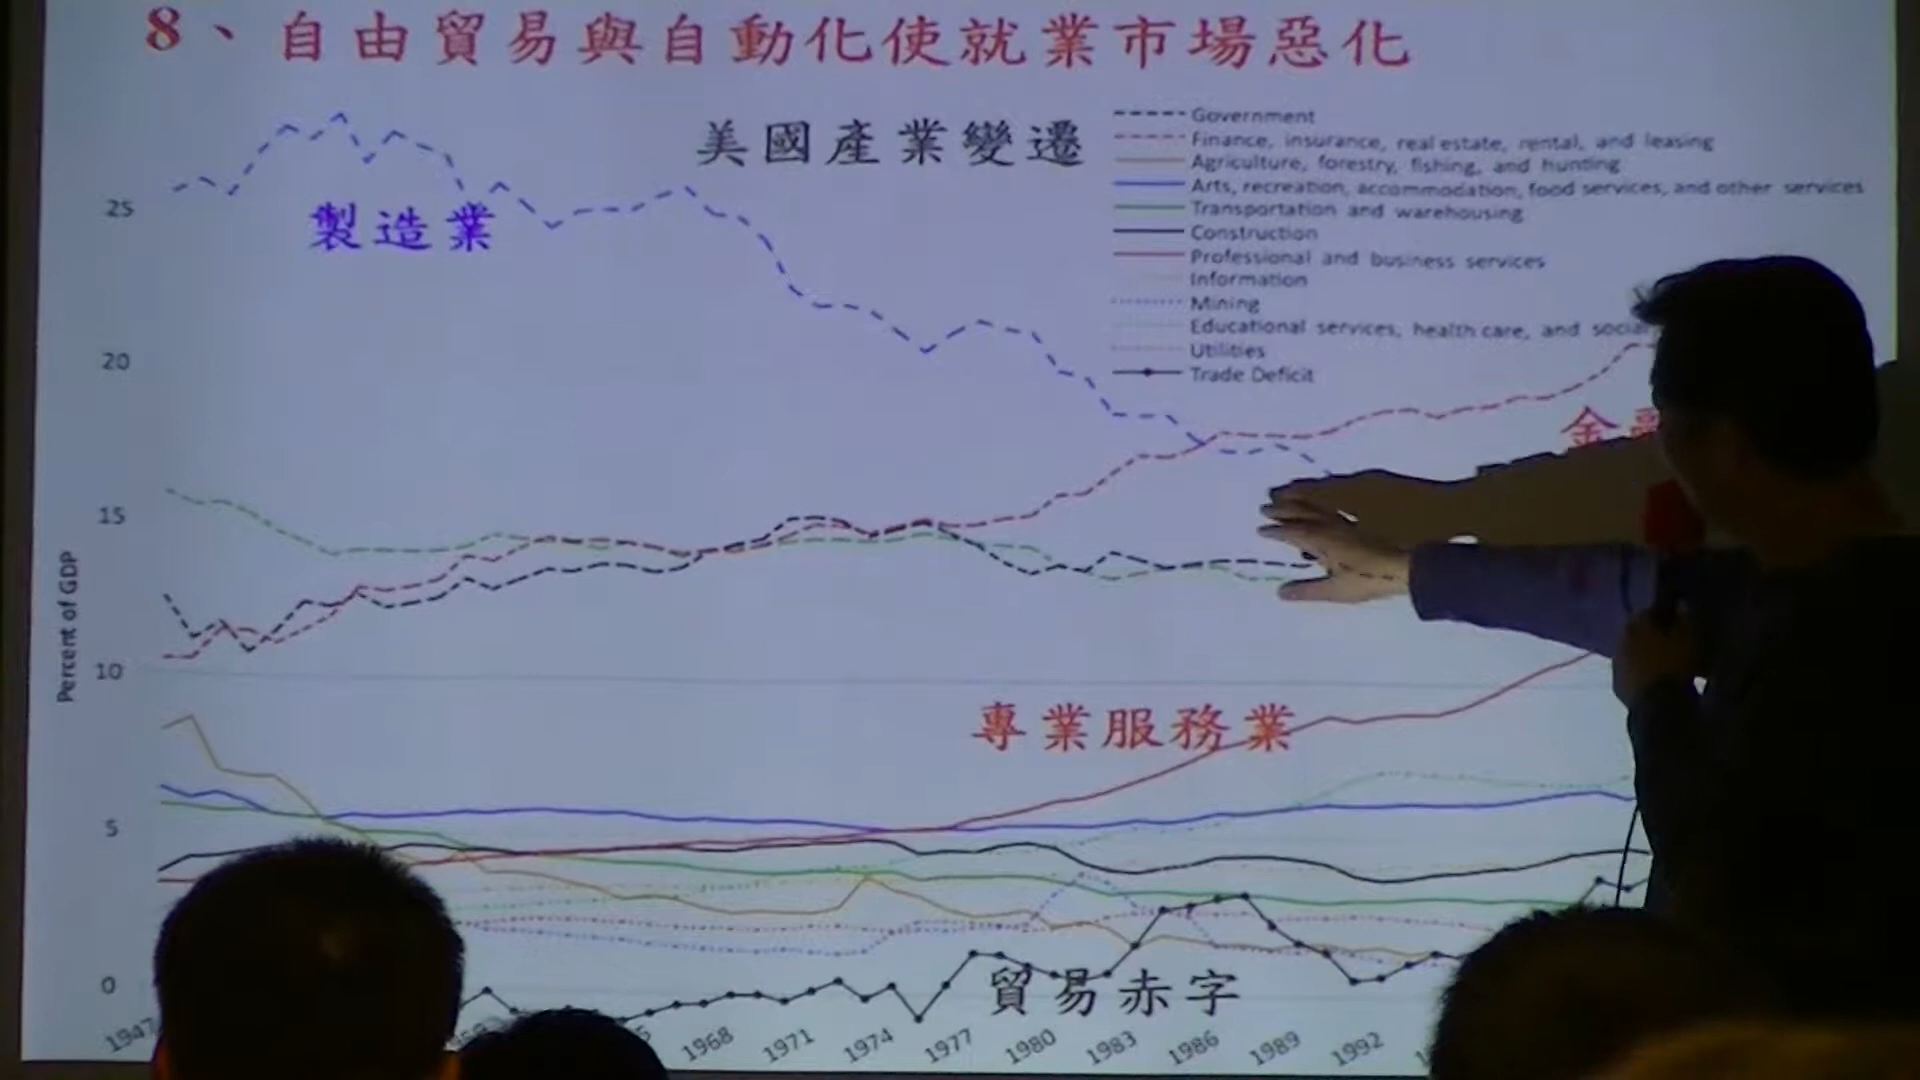 8、自由貿易與自動化使就業市場惡化
美國產業變遷
Government
Finance, insurance, real estate, rental, and leasing
Agriculture, forestry, fishing, and hunting
Arts, recreation, accommodation, food services, and other services
Transportation and warehousing
Construction
Professional and business services
Information
Mining
Educational services, health care, and social
Utilities
Trade Deficit
製造業
金融
專業服務業
貿易赤字
Percent of GDP
25
20
15
10
5
0
1947
1968
1971
1974
1977
1980
1983
1986
1989
1992